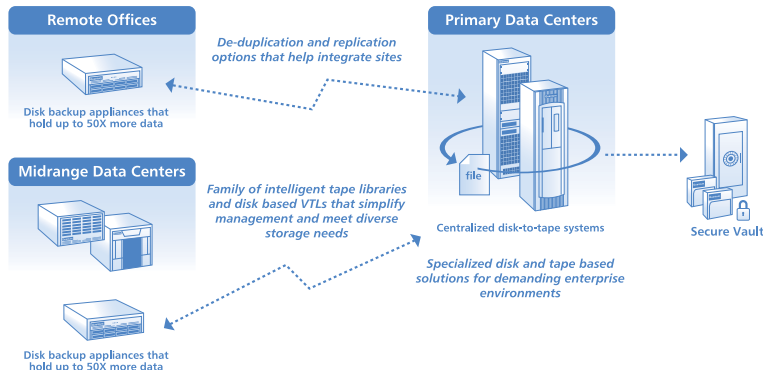 Remote Offices
Disk backup appliances that
hold up to 50X more data
De-duplication and replication
options that help integrate sites
Primary Data Centers
file
Centralized disk-to-tape systems
Specialized disk and tape based
solutions for demanding enterprise
environments
Secure Vault
Midrange Data Centers
Family of intelligent tape libraries
and disk based VTLs that simplify
management and meet diverse
storage needs
Disk backup appliances that
hold up to 50X more data